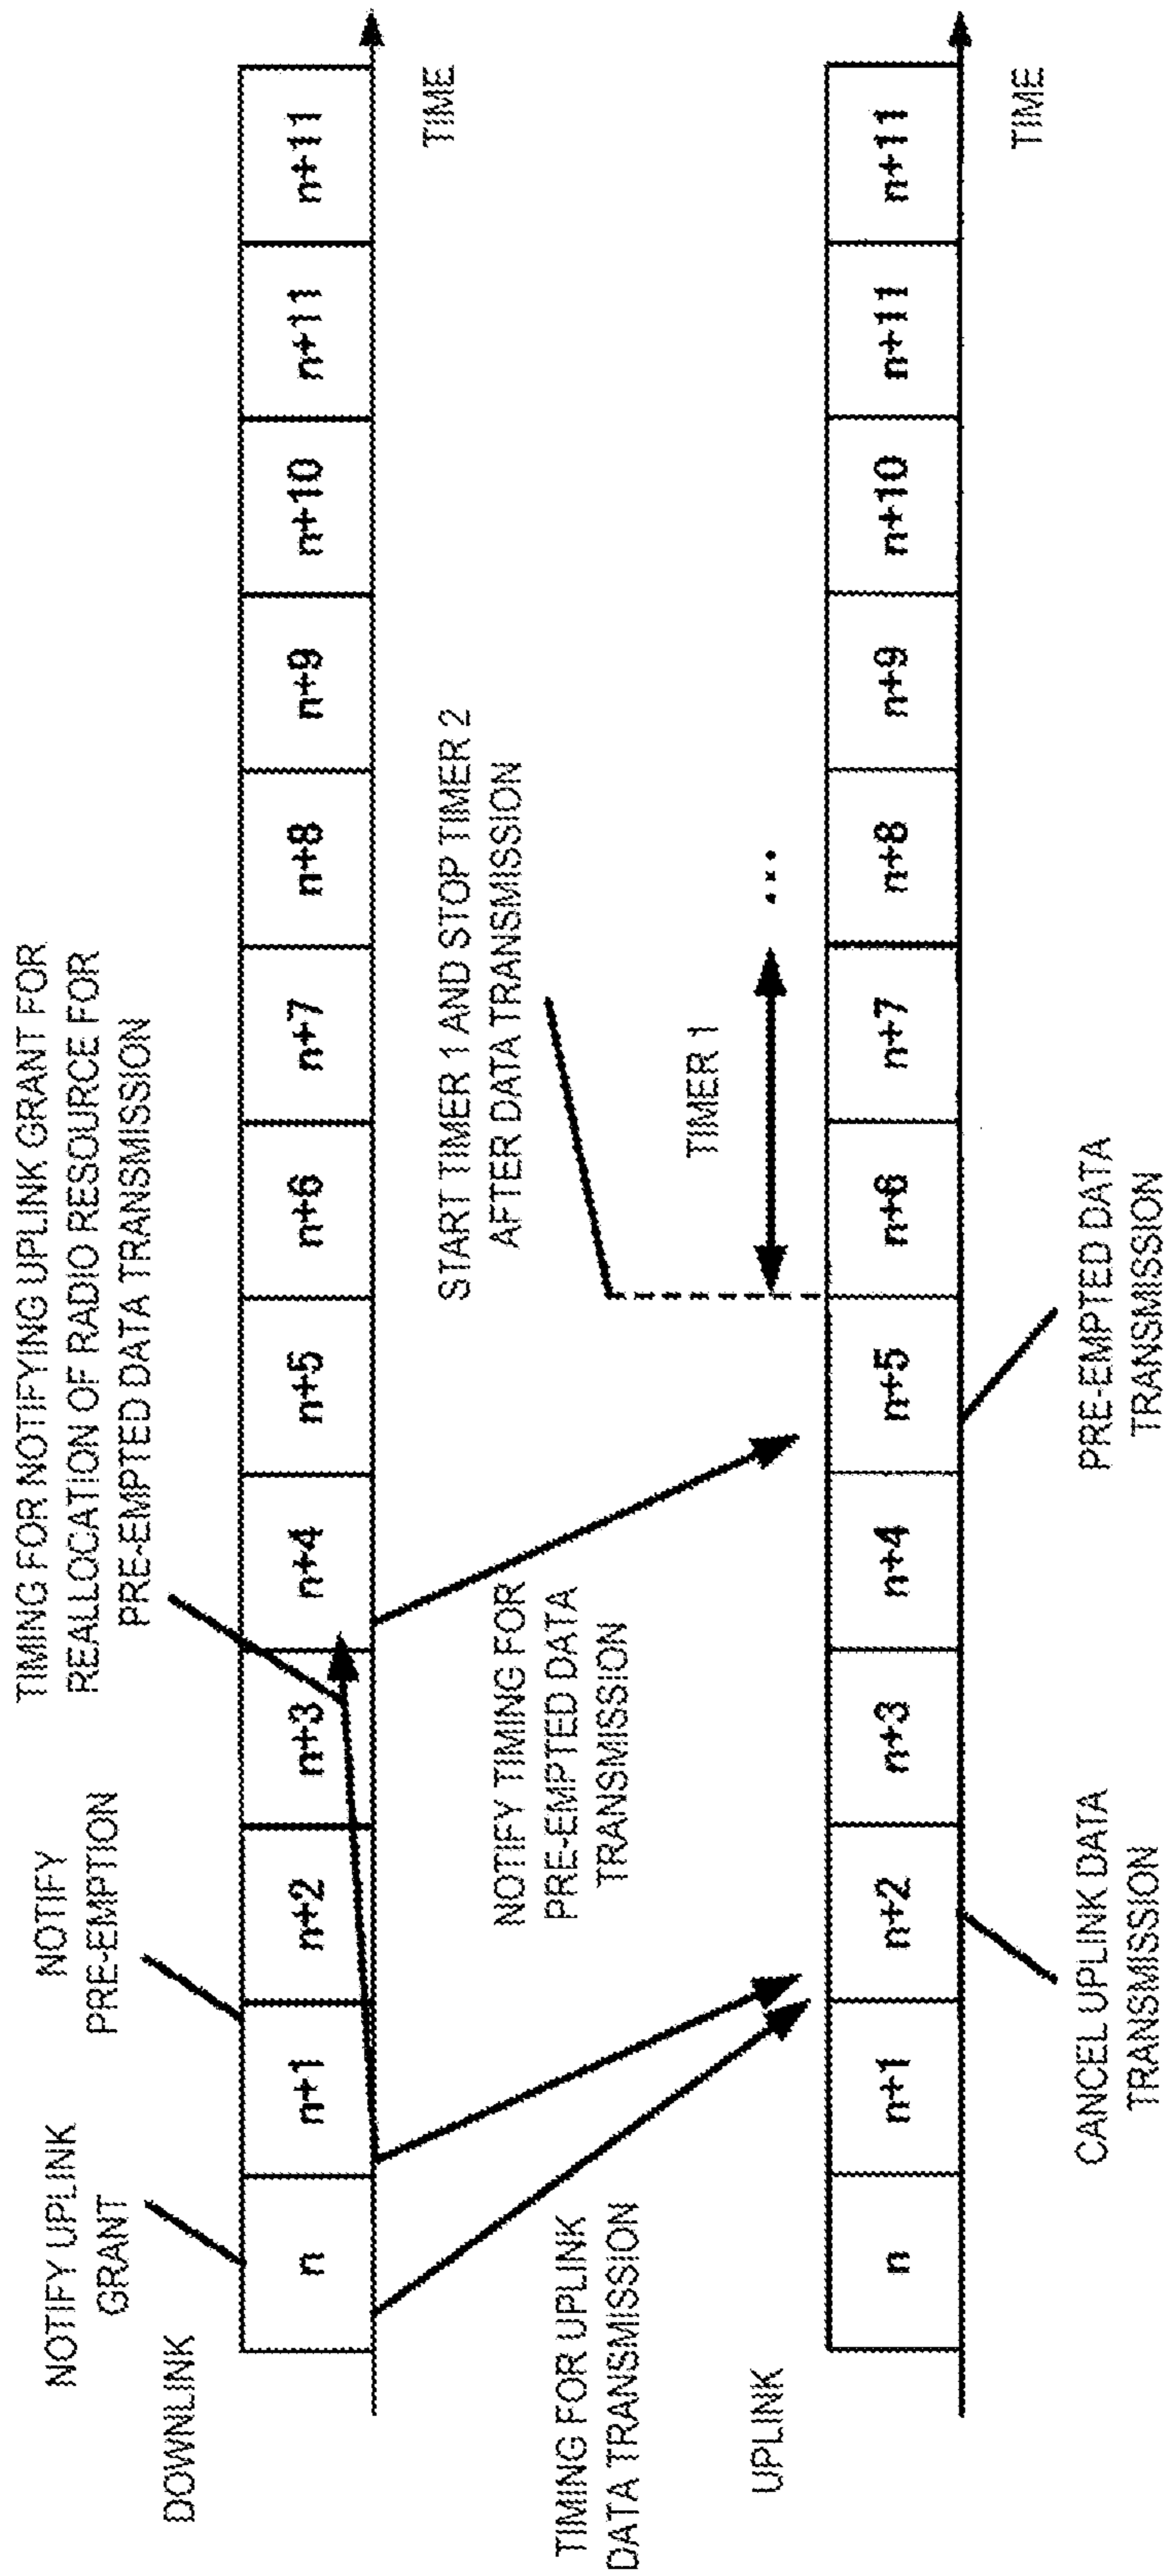 NOTIFY UPLINK
GRANT
NOTIFY
PRE-EMPTION
TIMING FOR NOTIFYING UPLINK GRANT FOR
REALLOCATION OF RADIO RESOURCE FOR
PRE-EMPTED DATA TRANSMISSION
DOWNLINK
n n+1 n+2 n+3 n+4 n+5 n+6 n+7 n+8 n+9 n+10 n+11 n+11
TIME
TIMING FOR UPLINK
DATA TRANSMISSION
NOTIFY TIMING FOR
PRE-EMPTED DATA
TRANSMISSION
START TIMER 1 AND STOP TIMER 2
AFTER DATA TRANSMISSION
TIMER 1
...
UPLINK
n n+1 n+2 n+3 n+4 n+5 n+6 n+7 n+8 n+9 n+10 n+11 n+11
TIME
CANCEL UPLINK DATA
TRANSMISSION
PRE-EMPTED DATA
TRANSMISSION